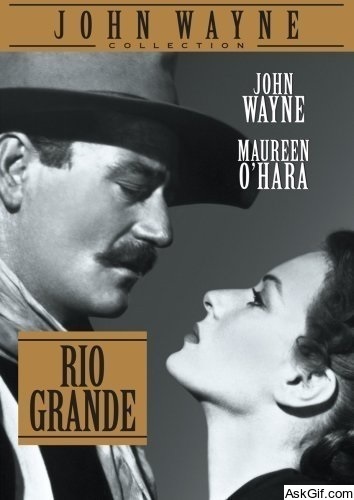 JOHN WAYNE
COLLECTION
JOHN
WAYNE
MAUREEN
O'HARA
RIO
GRANDE
AskGif.com